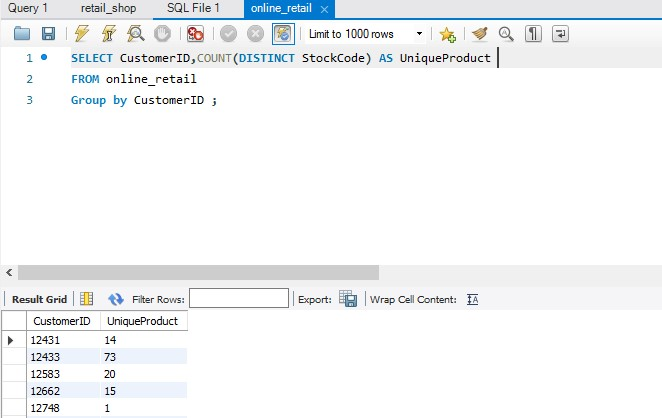 Query 1 retail_shop SQL File 1 online_retail
Limit to 1000 rows
1 SELECT CustomerID,COUNT(DISTINCT StockCode) AS UniqueProduct
2 FROM online_retail
3 Group by CustomerID ;
Result Grid Filter Rows: Export: Wrap Cell Content:
CustomerID UniqueProduct
12431 14
12433 73
12583 20
12662 15
12748 1